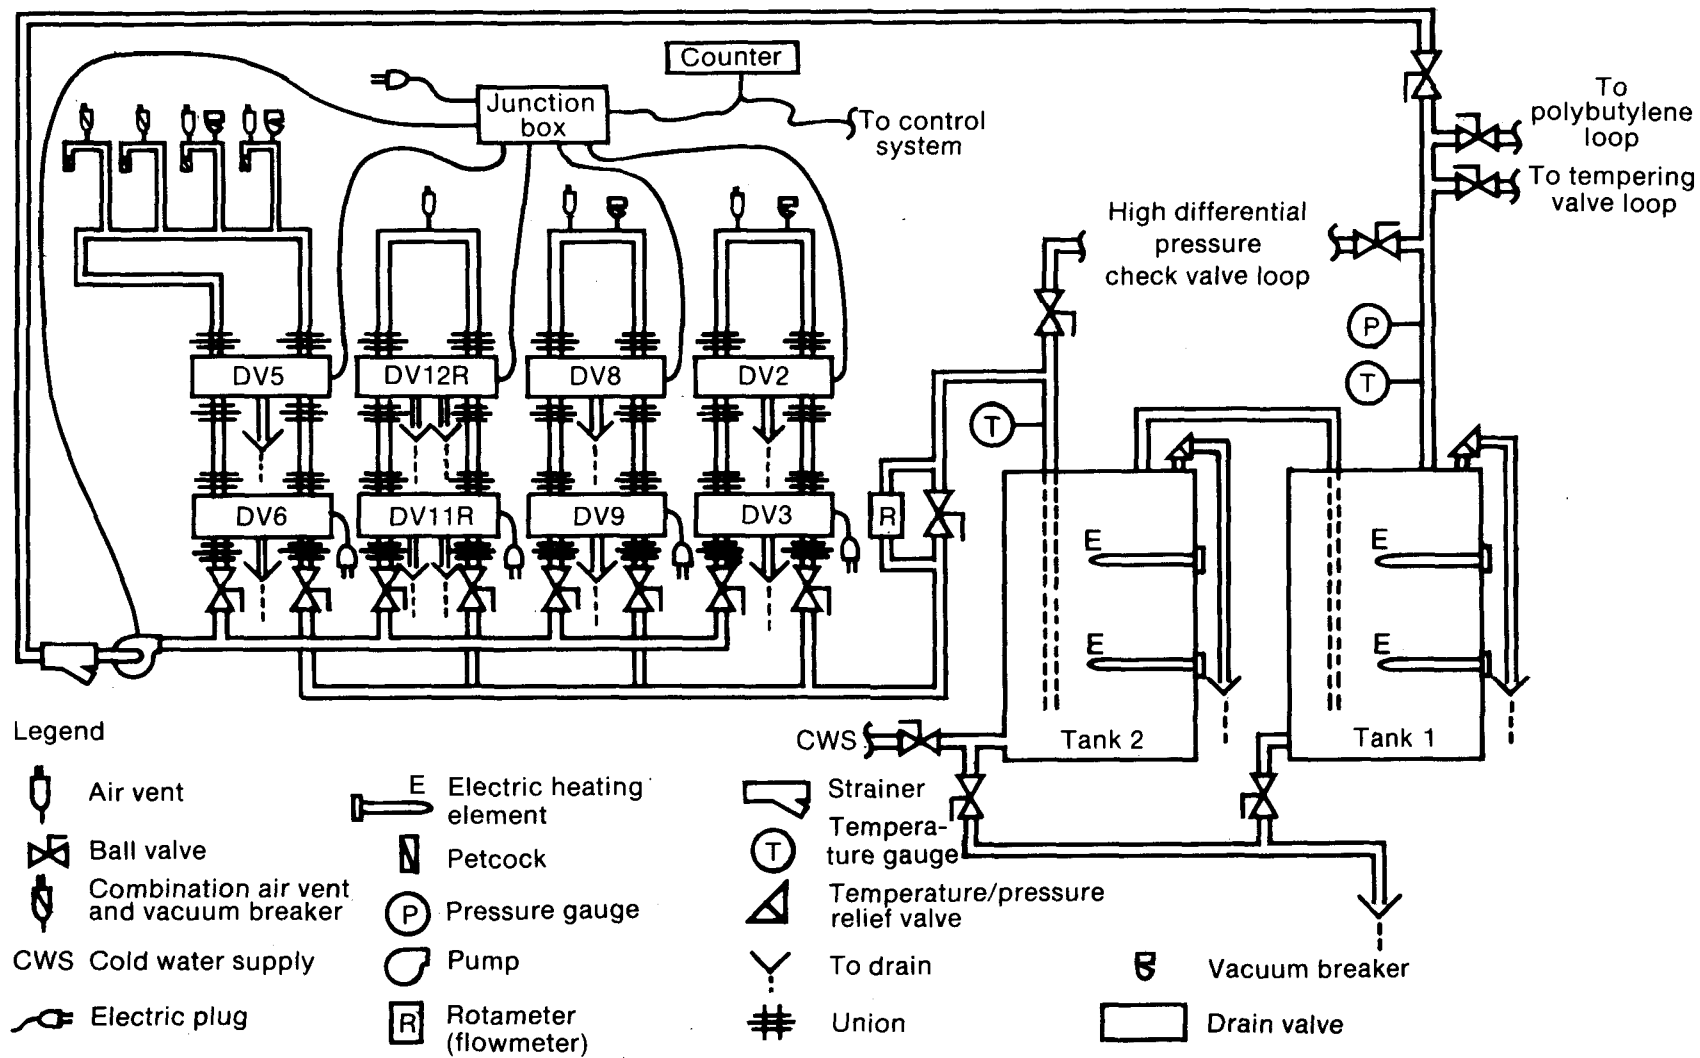 Counter
Junction
box
To control
system
To
polybutylene
loop
To tempering
valve loop
High differential
pressure
check valve loop
P
T
T
DV5
DV12R
DV8
DV2
DV6
DV11R
DV9
DV3
R
E
E
E
E
CWS
Tank 2
Tank 1
Legend
Air vent
Ball valve
Combination air vent
and vacuum breaker
CWS Cold water supply
Electric plug
E Electric heating
element
Petcock
P Pressure gauge
Pump
R Rotameter
(flowmeter)
Strainer
T Tempera-
ture gauge
Temperature/pressure
relief valve
To drain
Union
Vacuum breaker
Drain valve